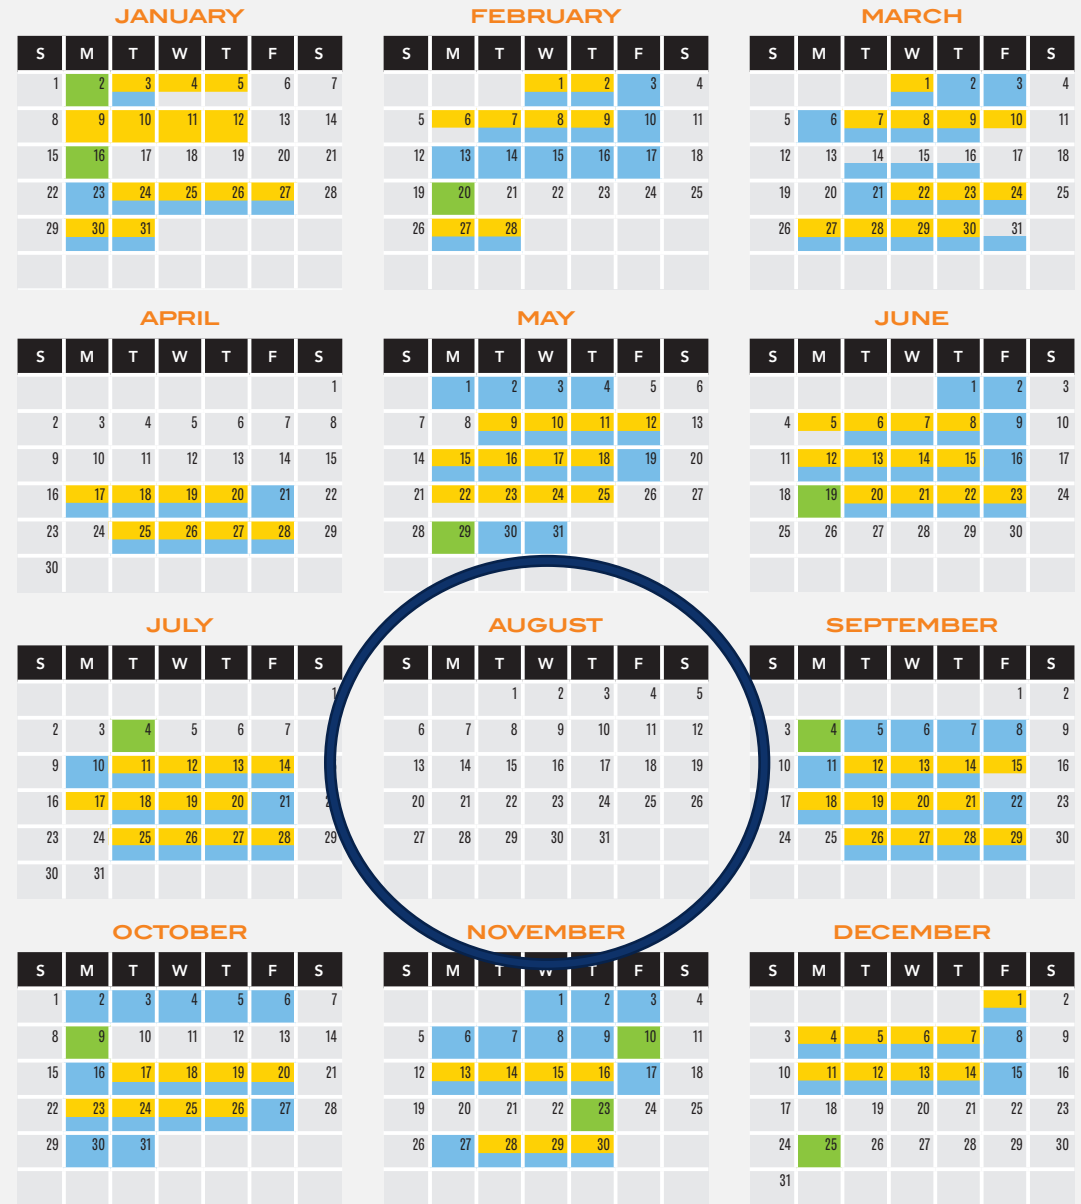 JANUARY
S M T W T F S
1 2 3 4 5 6 7
8 9 10 11 12 13 14
15 16 17 18 19 20 21
22 23 24 25 26 27 28
29 30 31
FEBRUARY
S M T W T F S
1 2 3 4
5 6 7 8 9 10 11
12 13 14 15 16 17 18
19 20 21 22 23 24 25
26 27 28
MARCH
S M T W T F S
1 2 3 4
5 6 7 8 9 10 11
12 13 14 15 16 17 18
19 20 21 22 23 24 25
26 27 28 29 30 31
APRIL
S M T W T F S
1
2 3 4 5 6 7 8
9 10 11 12 13 14 15
16 17 18 19 20 21 22
23 24 25 26 27 28 29
30
MAY
S M T W T F S
1 2 3 4 5 6
7 8 9 10 11 12 13
14 15 16 17 18 19 20
21 22 23 24 25 26 27
28 29 30 31
JUNE
S M T W T F S
1 2 3
4 5 6 7 8 9 10
11 12 13 14 15 16 17
18 19 20 21 22 23 24
25 26 27 28 29 30
JULY
S M T W T F S
1
2 3 4 5 6 7
9 10 11 12 13 14
16 17 18 19 20 21
23 24 25 26 27 28 29
30 31
AUGUST
S M T W T F S
1 2 3 4 5
6 7 8 9 10 11 12
13 14 15 16 17 18 19
20 21 22 23 24 25 26
27 28 29 30 31
SEPTEMBER
S M T W T F S
1 2
3 4 5 6 7 8 9
10 11 12 13 14 15 16
17 18 19 20 21 22 23
24 25 26 27 28 29 30
OCTOBER
S M T W T F S
1 2 3 4 5 6 7
8 9 10 11 12 13 14
15 16 17 18 19 20 21
22 23 24 25 26 27 28
29 30 31
NOVEMBER
S M T W T F S
1 2 3 4
5 6 7 8 9 10 11
12 13 14 15 16 17 18
19 20 21 22 23 24 25
26 27 28 29 30
DECEMBER
S M T W T F S
1 2
3 4 5 6 7 8 9
10 11 12 13 14 15 16
17 18 19 20 21 22 23
24 25 26 27 28 29 30
31